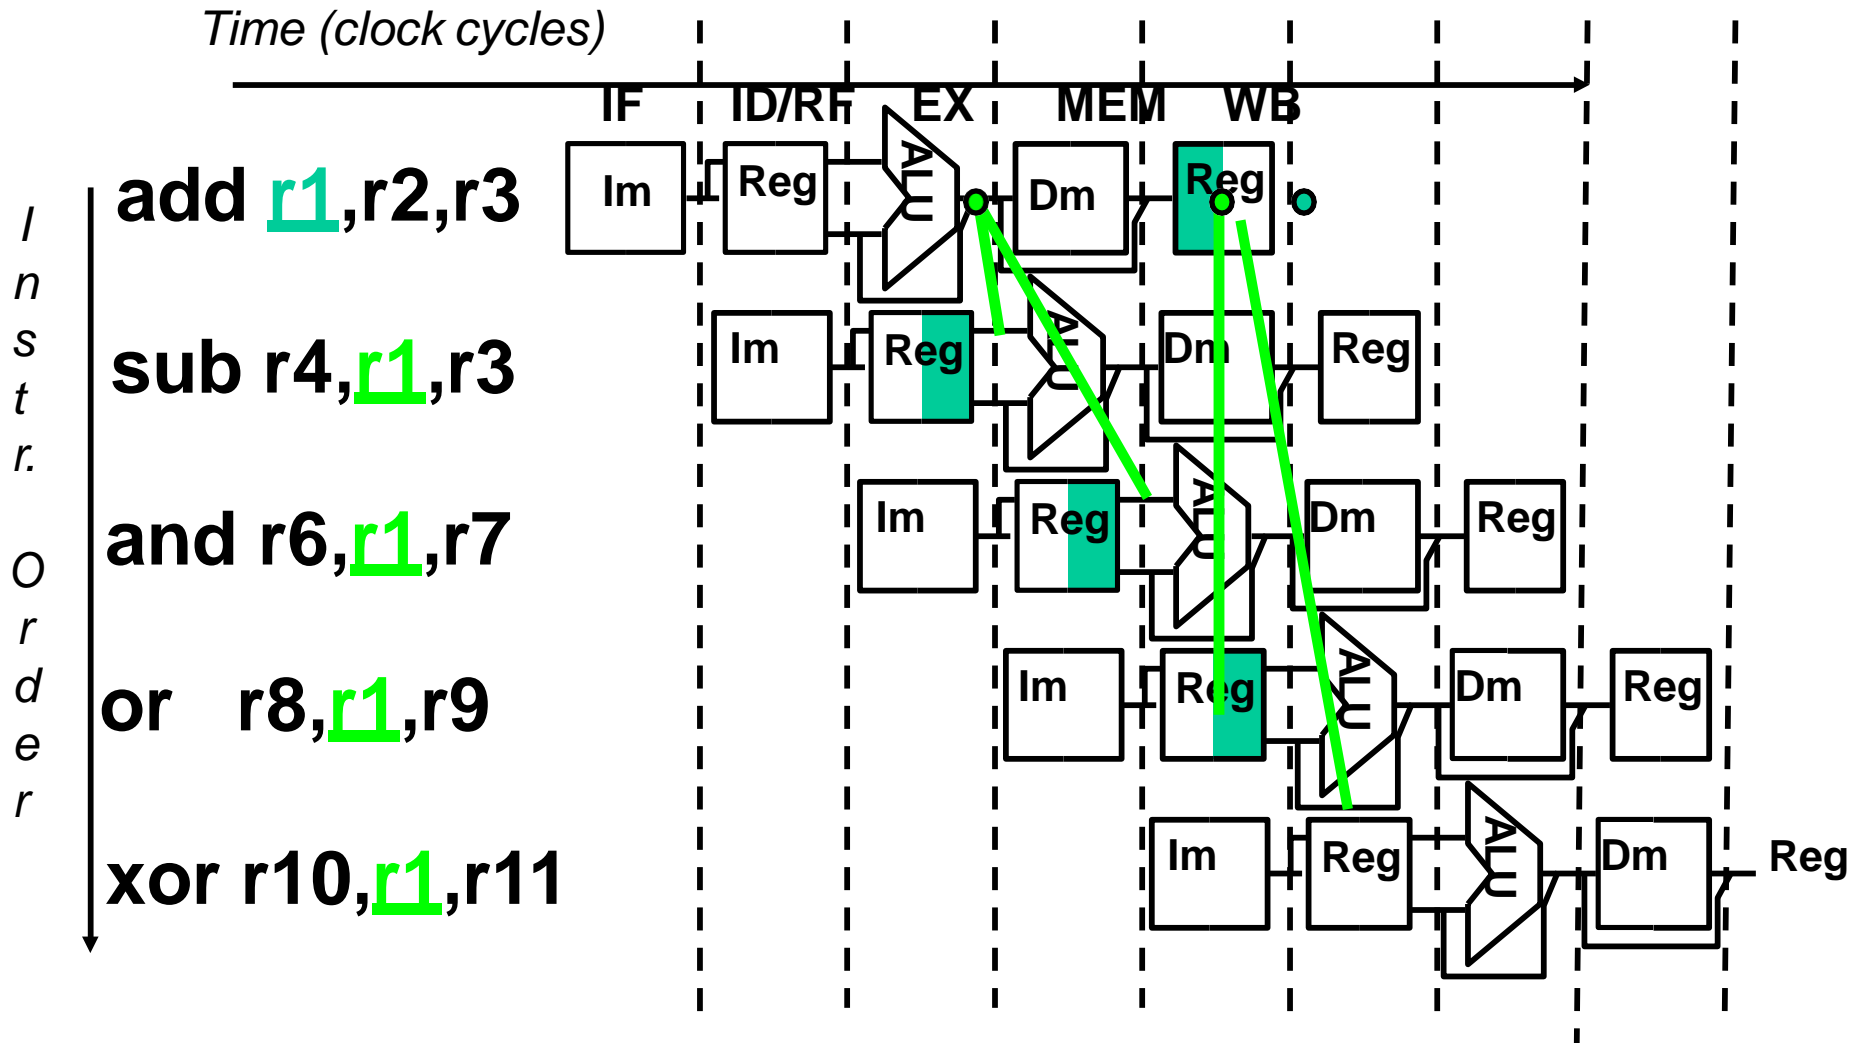 Time (clock cycles)
IF ID/RF EX MEM WB
Instr. Order
add r1,r2,r3
Im Reg ALU Dm Reg
sub r4,r1,r3
Im Reg ALU Dm Reg
and r6,r1,r7
Im Reg ALU Dm Reg
or r8,r1,r9
Im Reg ALU Dm Reg
xor r10,r1,r11
Im Reg ALU Dm Reg